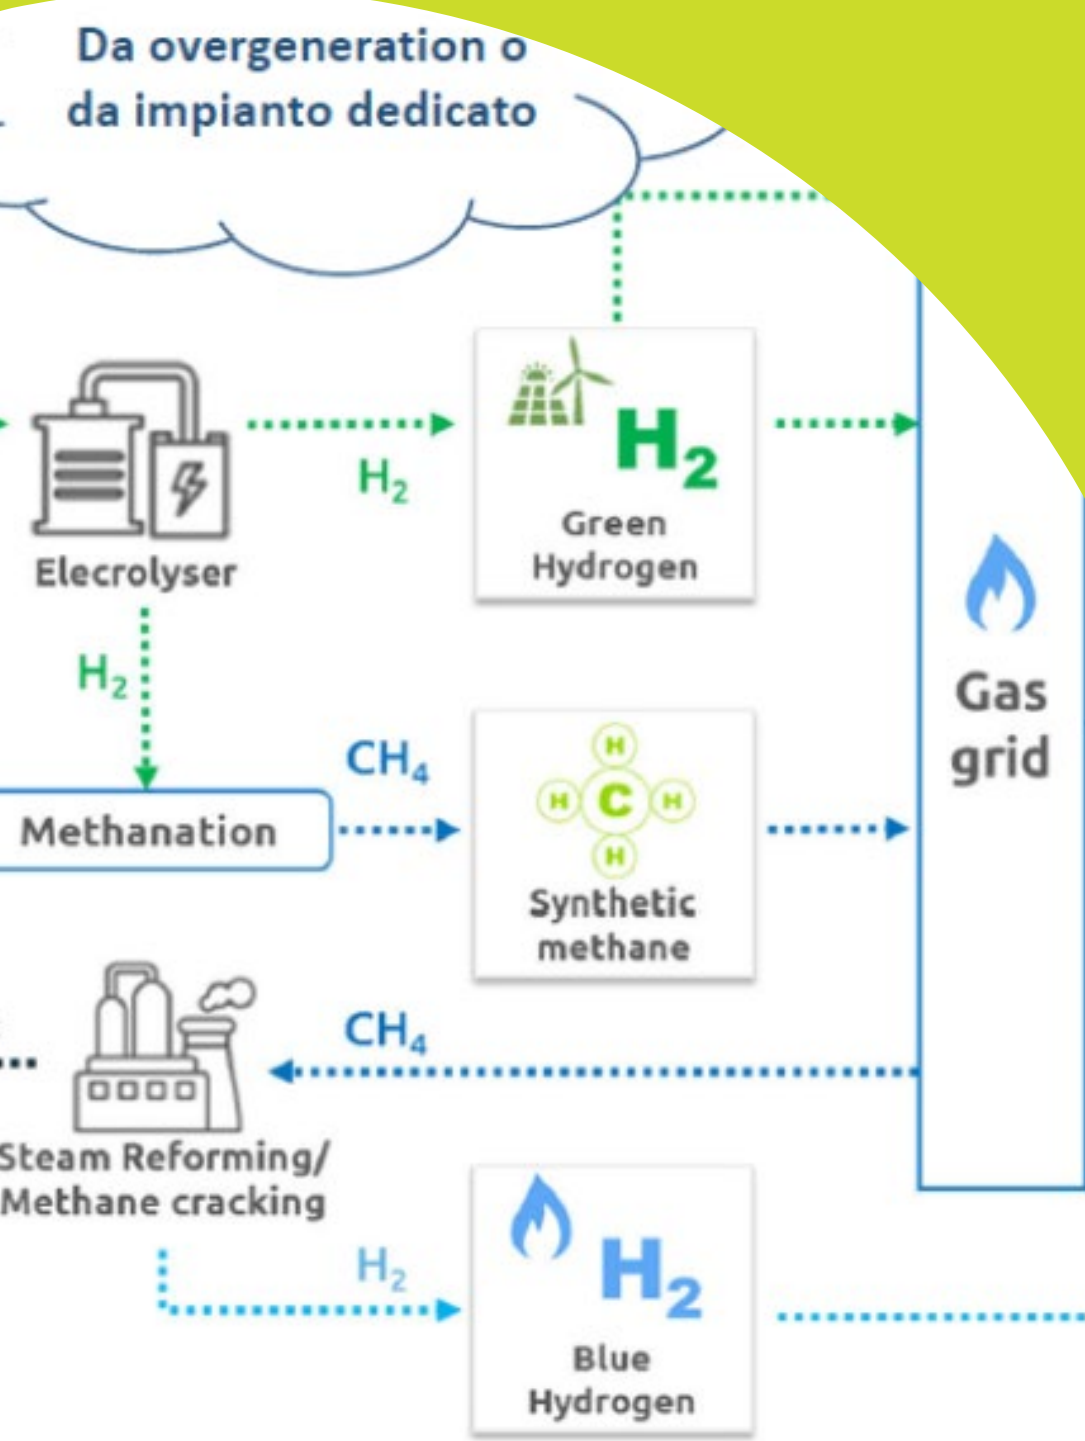 Da overgeneration o
da impianto dedicato
H₂
H₂
Green
Hydrogen
Elecrolyser
H₂
Gas
grid
CH₄
Methanation
H
H C H
H
Synthetic
methane
CH₄
Steam Reforming/
Methane cracking
H₂
H₂
Blue
Hydrogen